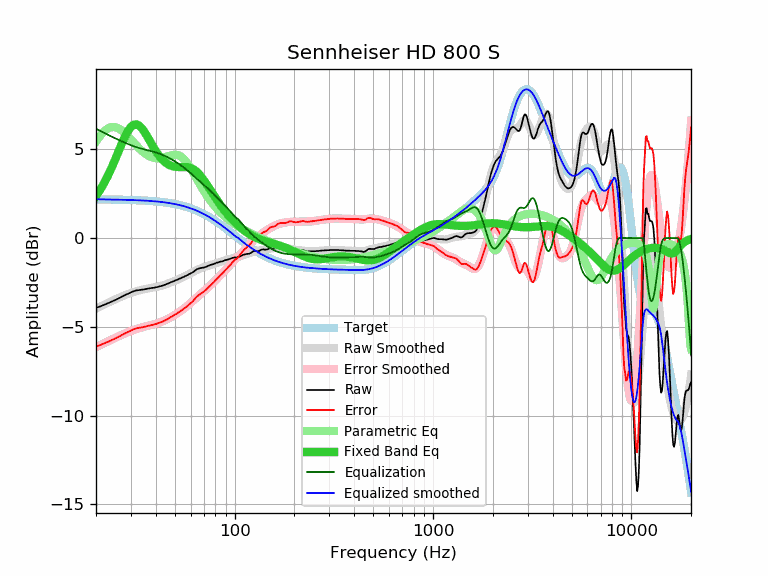 Sennheiser HD 800 S
Amplitude (dBr)
5
0
−5
−10
−15
Target
Raw Smoothed
Error Smoothed
Raw
Error
Parametric Eq
Fixed Band Eq
Equalization
Equalized smoothed
100
1000
10000
Frequency (Hz)